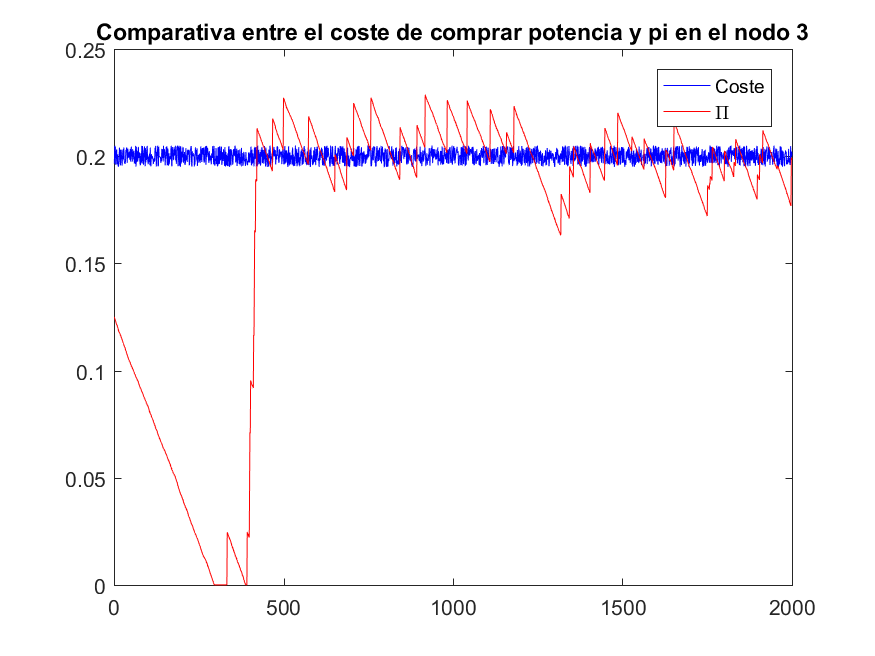 Comparativa entre el coste de comprar potencia y pi en el nodo 3
0.25
0.2
0.15
0.1
0.05
0
0 500 1000 1500 2000
Coste
Π